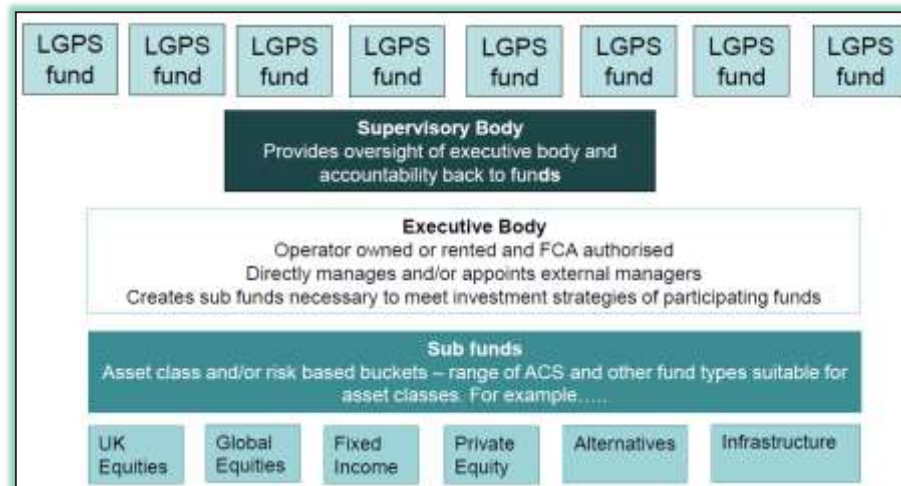 LGPS fund LGPS fund LGPS fund LGPS fund LGPS fund LGPS fund LGPS fund LGPS fund
Supervisory Body
Provides oversight of executive body and
accountability back to funds
Executive Body
Operator owned or rented and FCA authorised
Directly manages and/or appoints external managers
Creates sub funds necessary to meet investment strategies of participating funds
Sub funds
Asset class and/or risk based buckets – range of ACS and other fund types suitable for
asset classes. For example.....
UK
Equities
Global
Equities
Fixed
Income
Private
Equity
Alternatives
Infrastructure